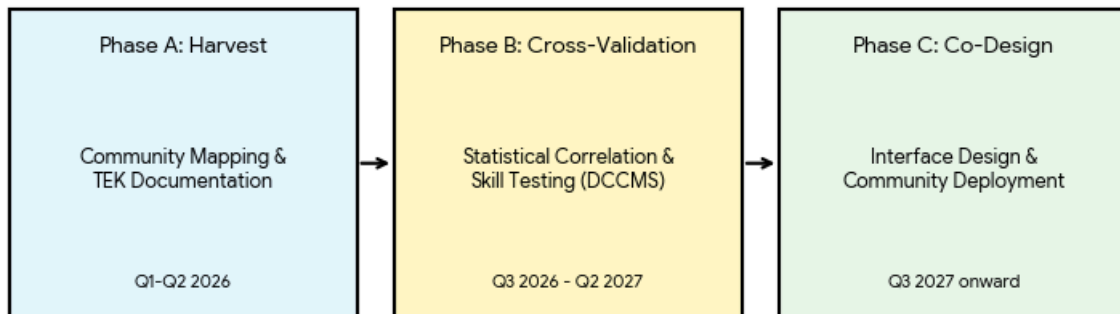 Phase A: Harvest
Community Mapping &
TEK Documentation
Q1-Q2 2026
Phase B: Cross-Validation
Statistical Correlation &
Skill Testing (DCCMS)
Q3 2026 - Q2 2027
Phase C: Co-Design
Interface Design &
Community Deployment
Q3 2027 onward